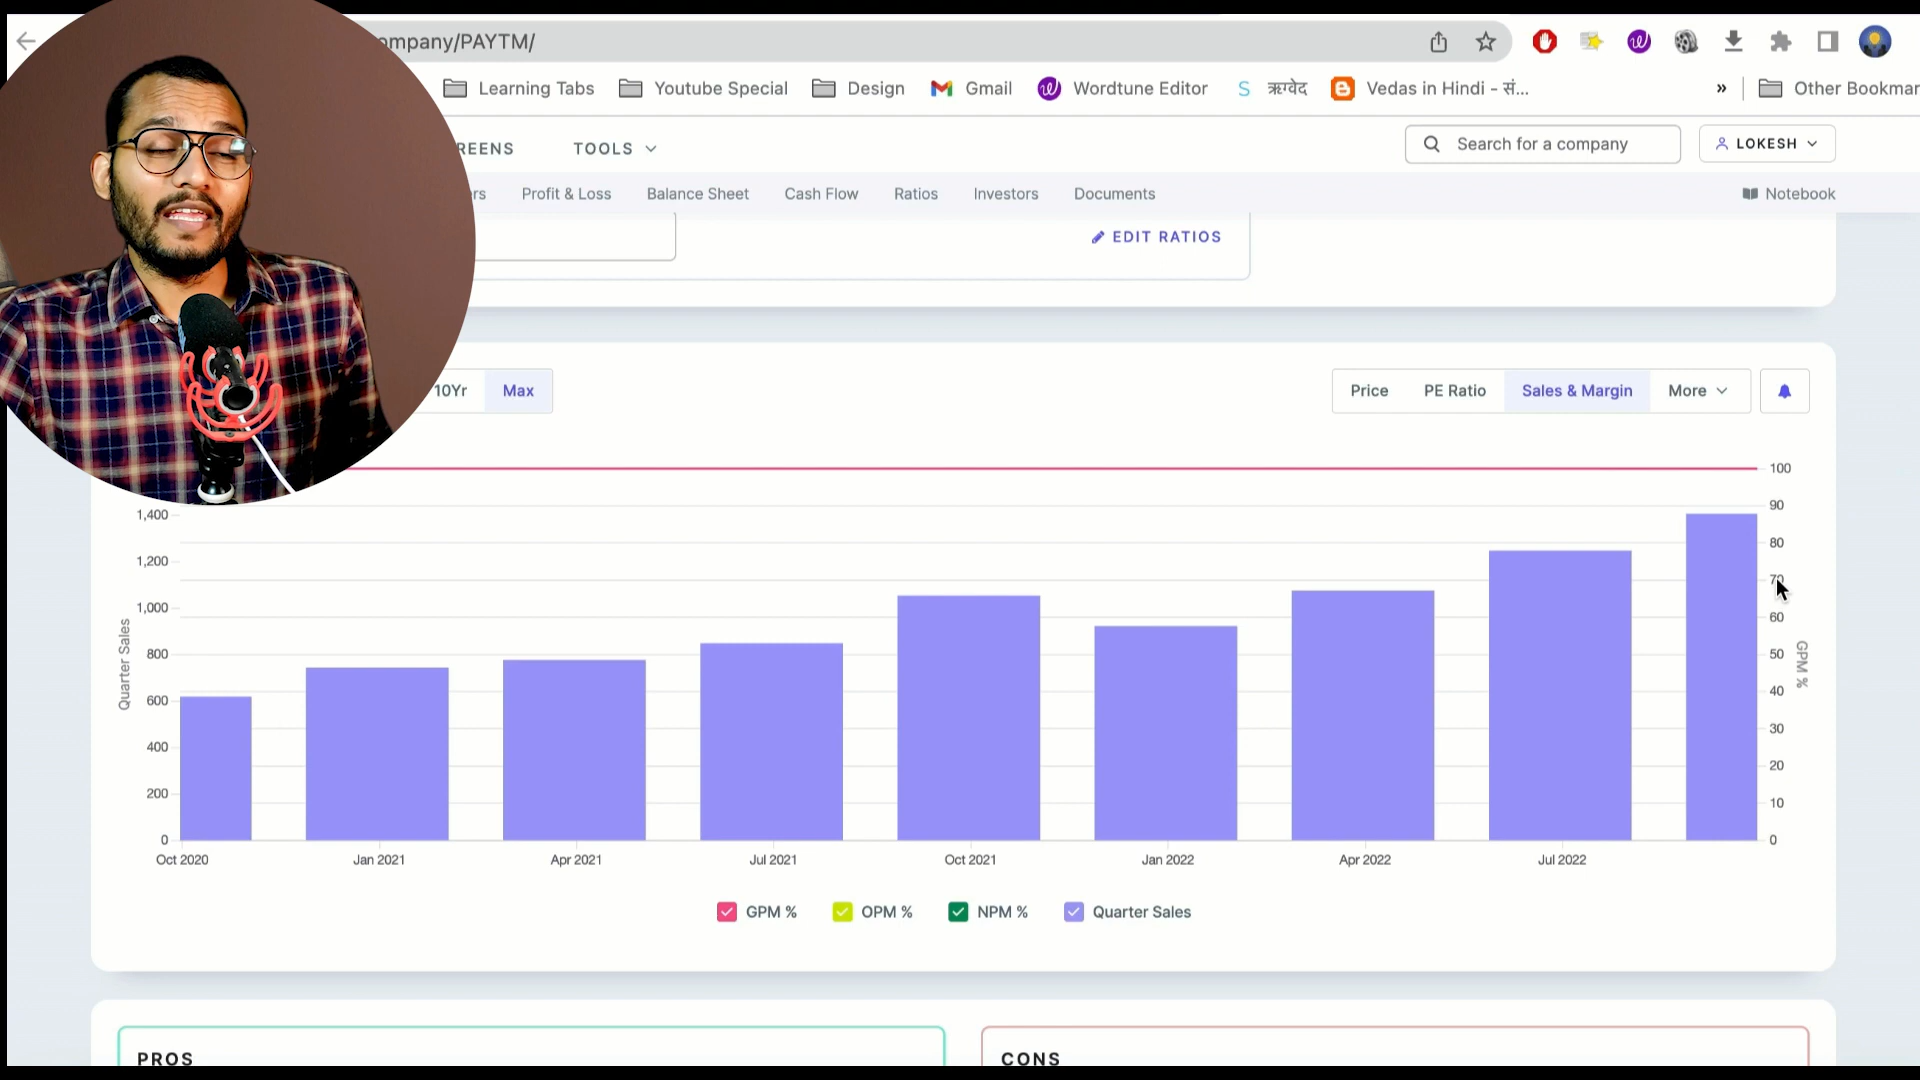 ompany/PAYTM/
Learning Tabs Youtube Special Design Gmail Wordtune Editor S ऋग्वेद Vedas in Hindi - सं... » Other Bookmar
REENS TOOLS Search for a company LOKESH
rs Profit & Loss Balance Sheet Cash Flow Ratios Investors Documents Notebook
EDIT RATIOS
10Yr Max Price PE Ratio Sales & Margin More
100
90
80
70
60
50
40
30
20
10
0
GPM %
1,400
1,200
1,000
800
600
400
200
0
Quarter Sales
Oct 2020 Jan 2021 Apr 2021 Jul 2021 Oct 2021 Jan 2022 Apr 2022 Jul 2022
GPM % OPM % NPM % Quarter Sales
PROS CONS